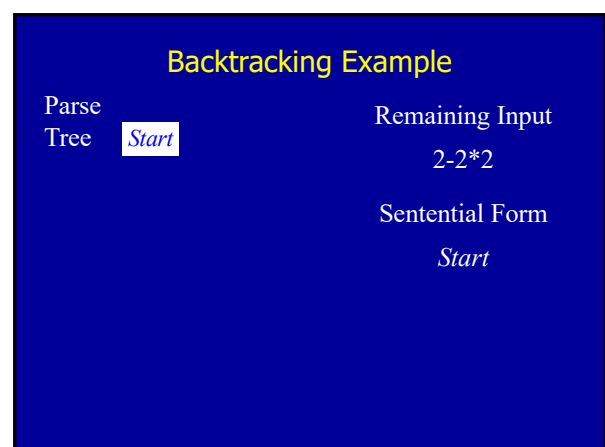 Backtracking Example
Parse
Tree Start
Remaining Input
2-2*2
Sentential Form
Start